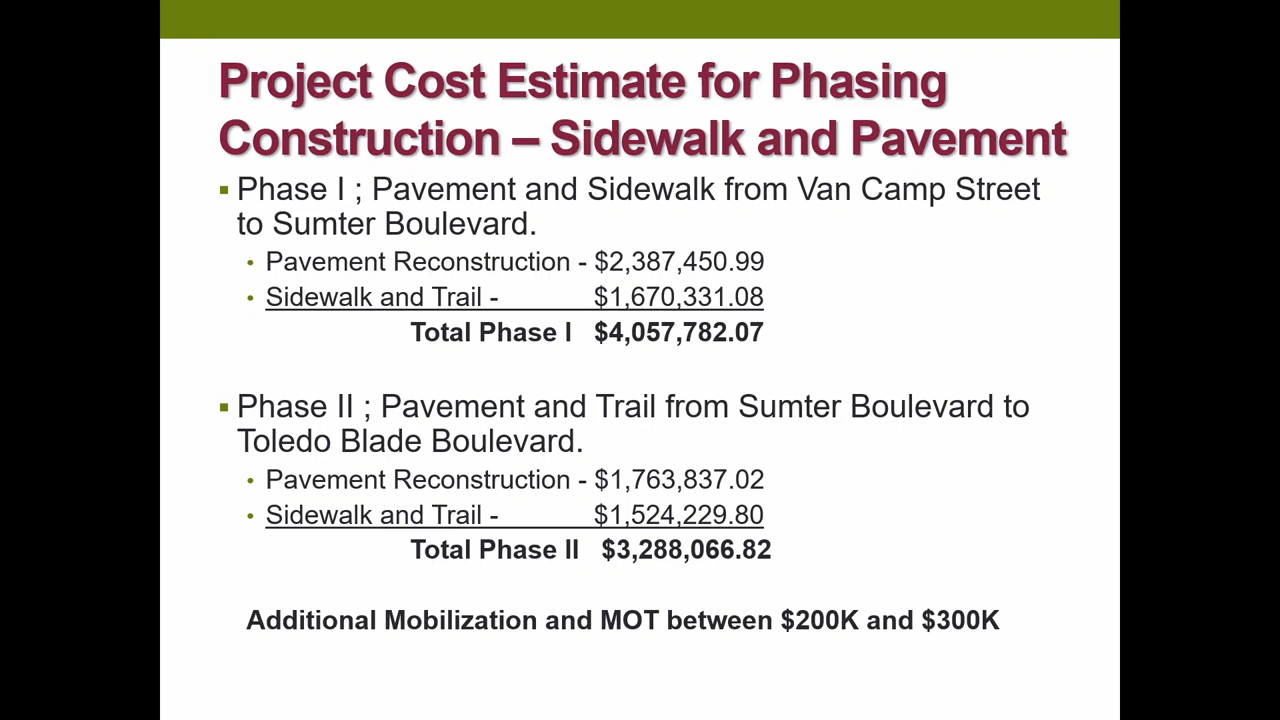 Project Cost Estimate for Phasing
Construction – Sidewalk and Pavement
▪ Phase I ; Pavement and Sidewalk from Van Camp Street
to Sumter Boulevard.
• Pavement Reconstruction - $2,387,450.99
• Sidewalk and Trail - $1,670,331.08
Total Phase I $4,057,782.07
▪ Phase II ; Pavement and Trail from Sumter Boulevard to
Toledo Blade Boulevard.
• Pavement Reconstruction - $1,763,837.02
• Sidewalk and Trail - $1,524,229.80
Total Phase II $3,288,066.82
Additional Mobilization and MOT between $200K and $300K